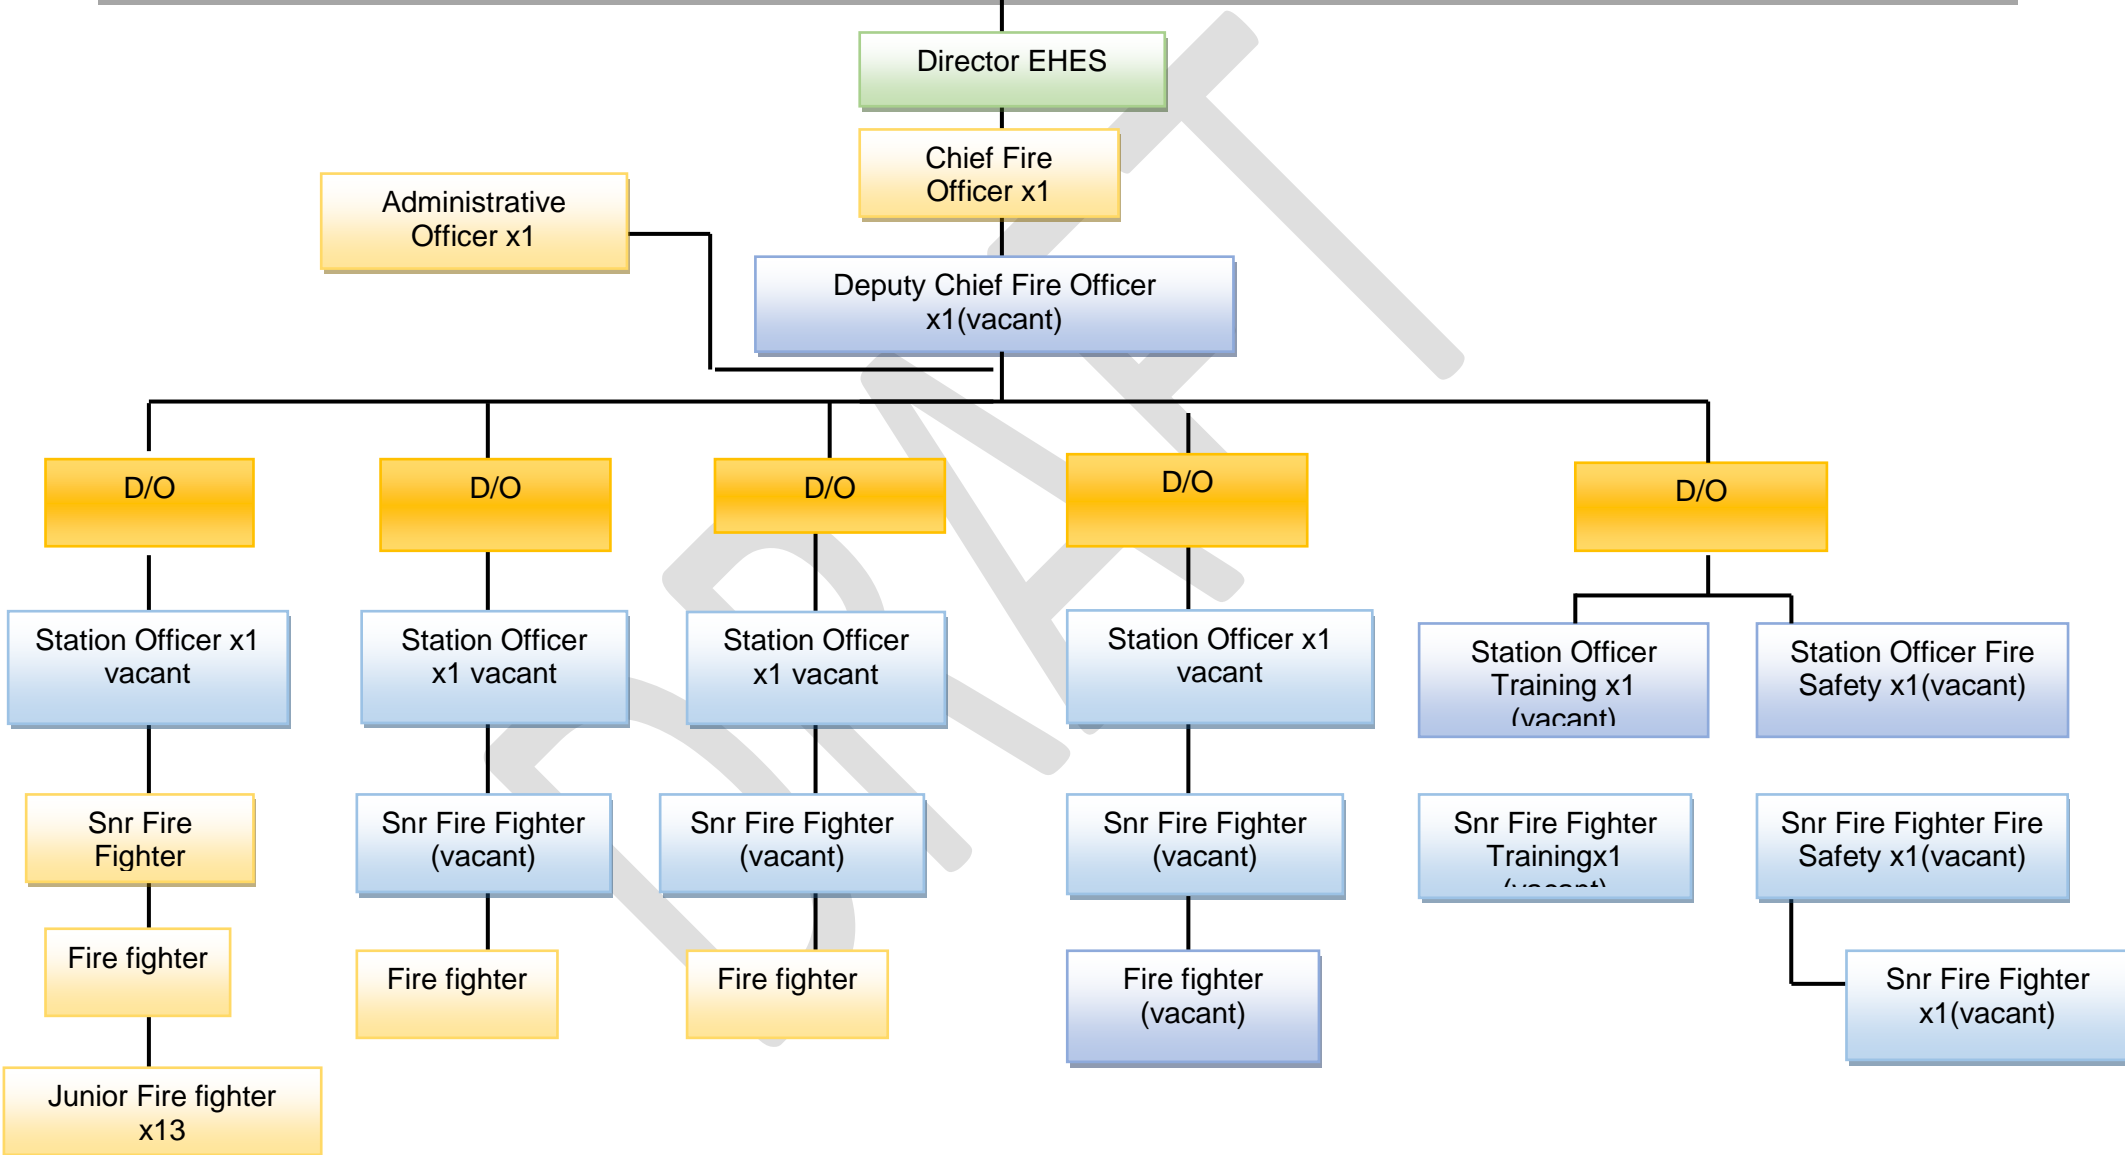 Director EHES
Chief Fire
Officer x1
Administrative
Officer x1
Deputy Chief Fire Officer
x1(vacant)
D/O
D/O
D/O
D/O
D/O
Station Officer x1
vacant
Station Officer
x1 vacant
Station Officer
x1 vacant
Station Officer x1
vacant
Station Officer
Training x1
(vacant)
Station Officer Fire
Safety x1(vacant)
Snr Fire
Fighter
Snr Fire Fighter
(vacant)
Snr Fire Fighter
(vacant)
Snr Fire Fighter
(vacant)
Snr Fire Fighter
Trainingx1
(vacant)
Snr Fire Fighter Fire
Safety x1(vacant)
Fire fighter
Fire fighter
Fire fighter
Fire fighter
(vacant)
Snr Fire Fighter
x1(vacant)
Junior Fire fighter
x13
DRAFT